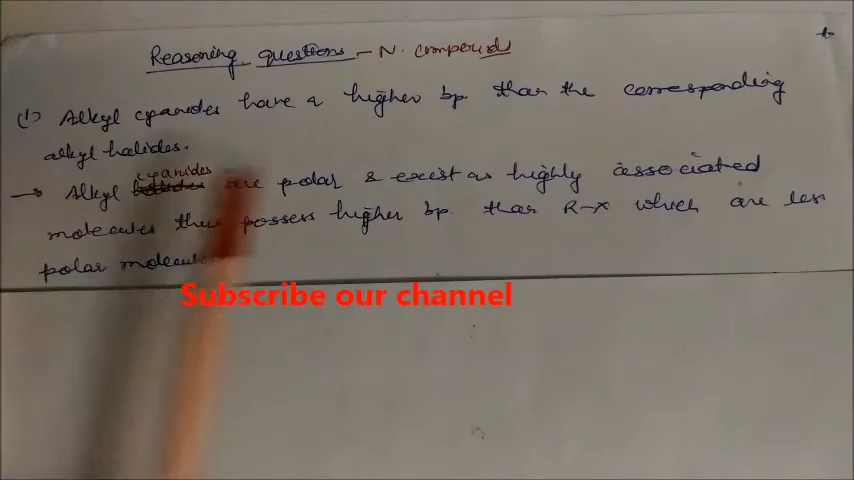 Reasoning questions - N. compounds
(1) Alkyl cyanides have a higher bp than the corresponding
alkyl halides.
cyanides
→ Alkyl are polar & exist as highly associated
molecules thus possess higher bp. than R-X which are less
polar molecules
Subscribe our channel